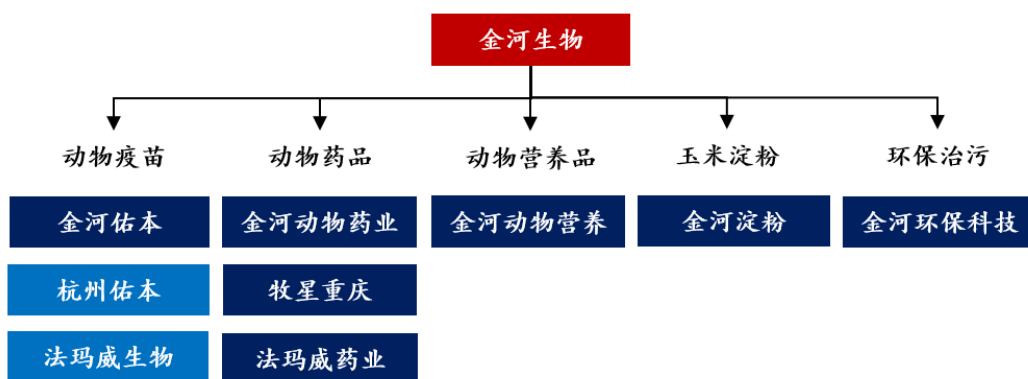 金河生物
动物疫苗 动物药品 动物营养品 玉米淀粉 环保治污
金河佑本 金河动物药业 金河动物营养 金河淀粉 金河环保科技
杭州佑本 牧星重庆
法玛威生物 法玛威药业